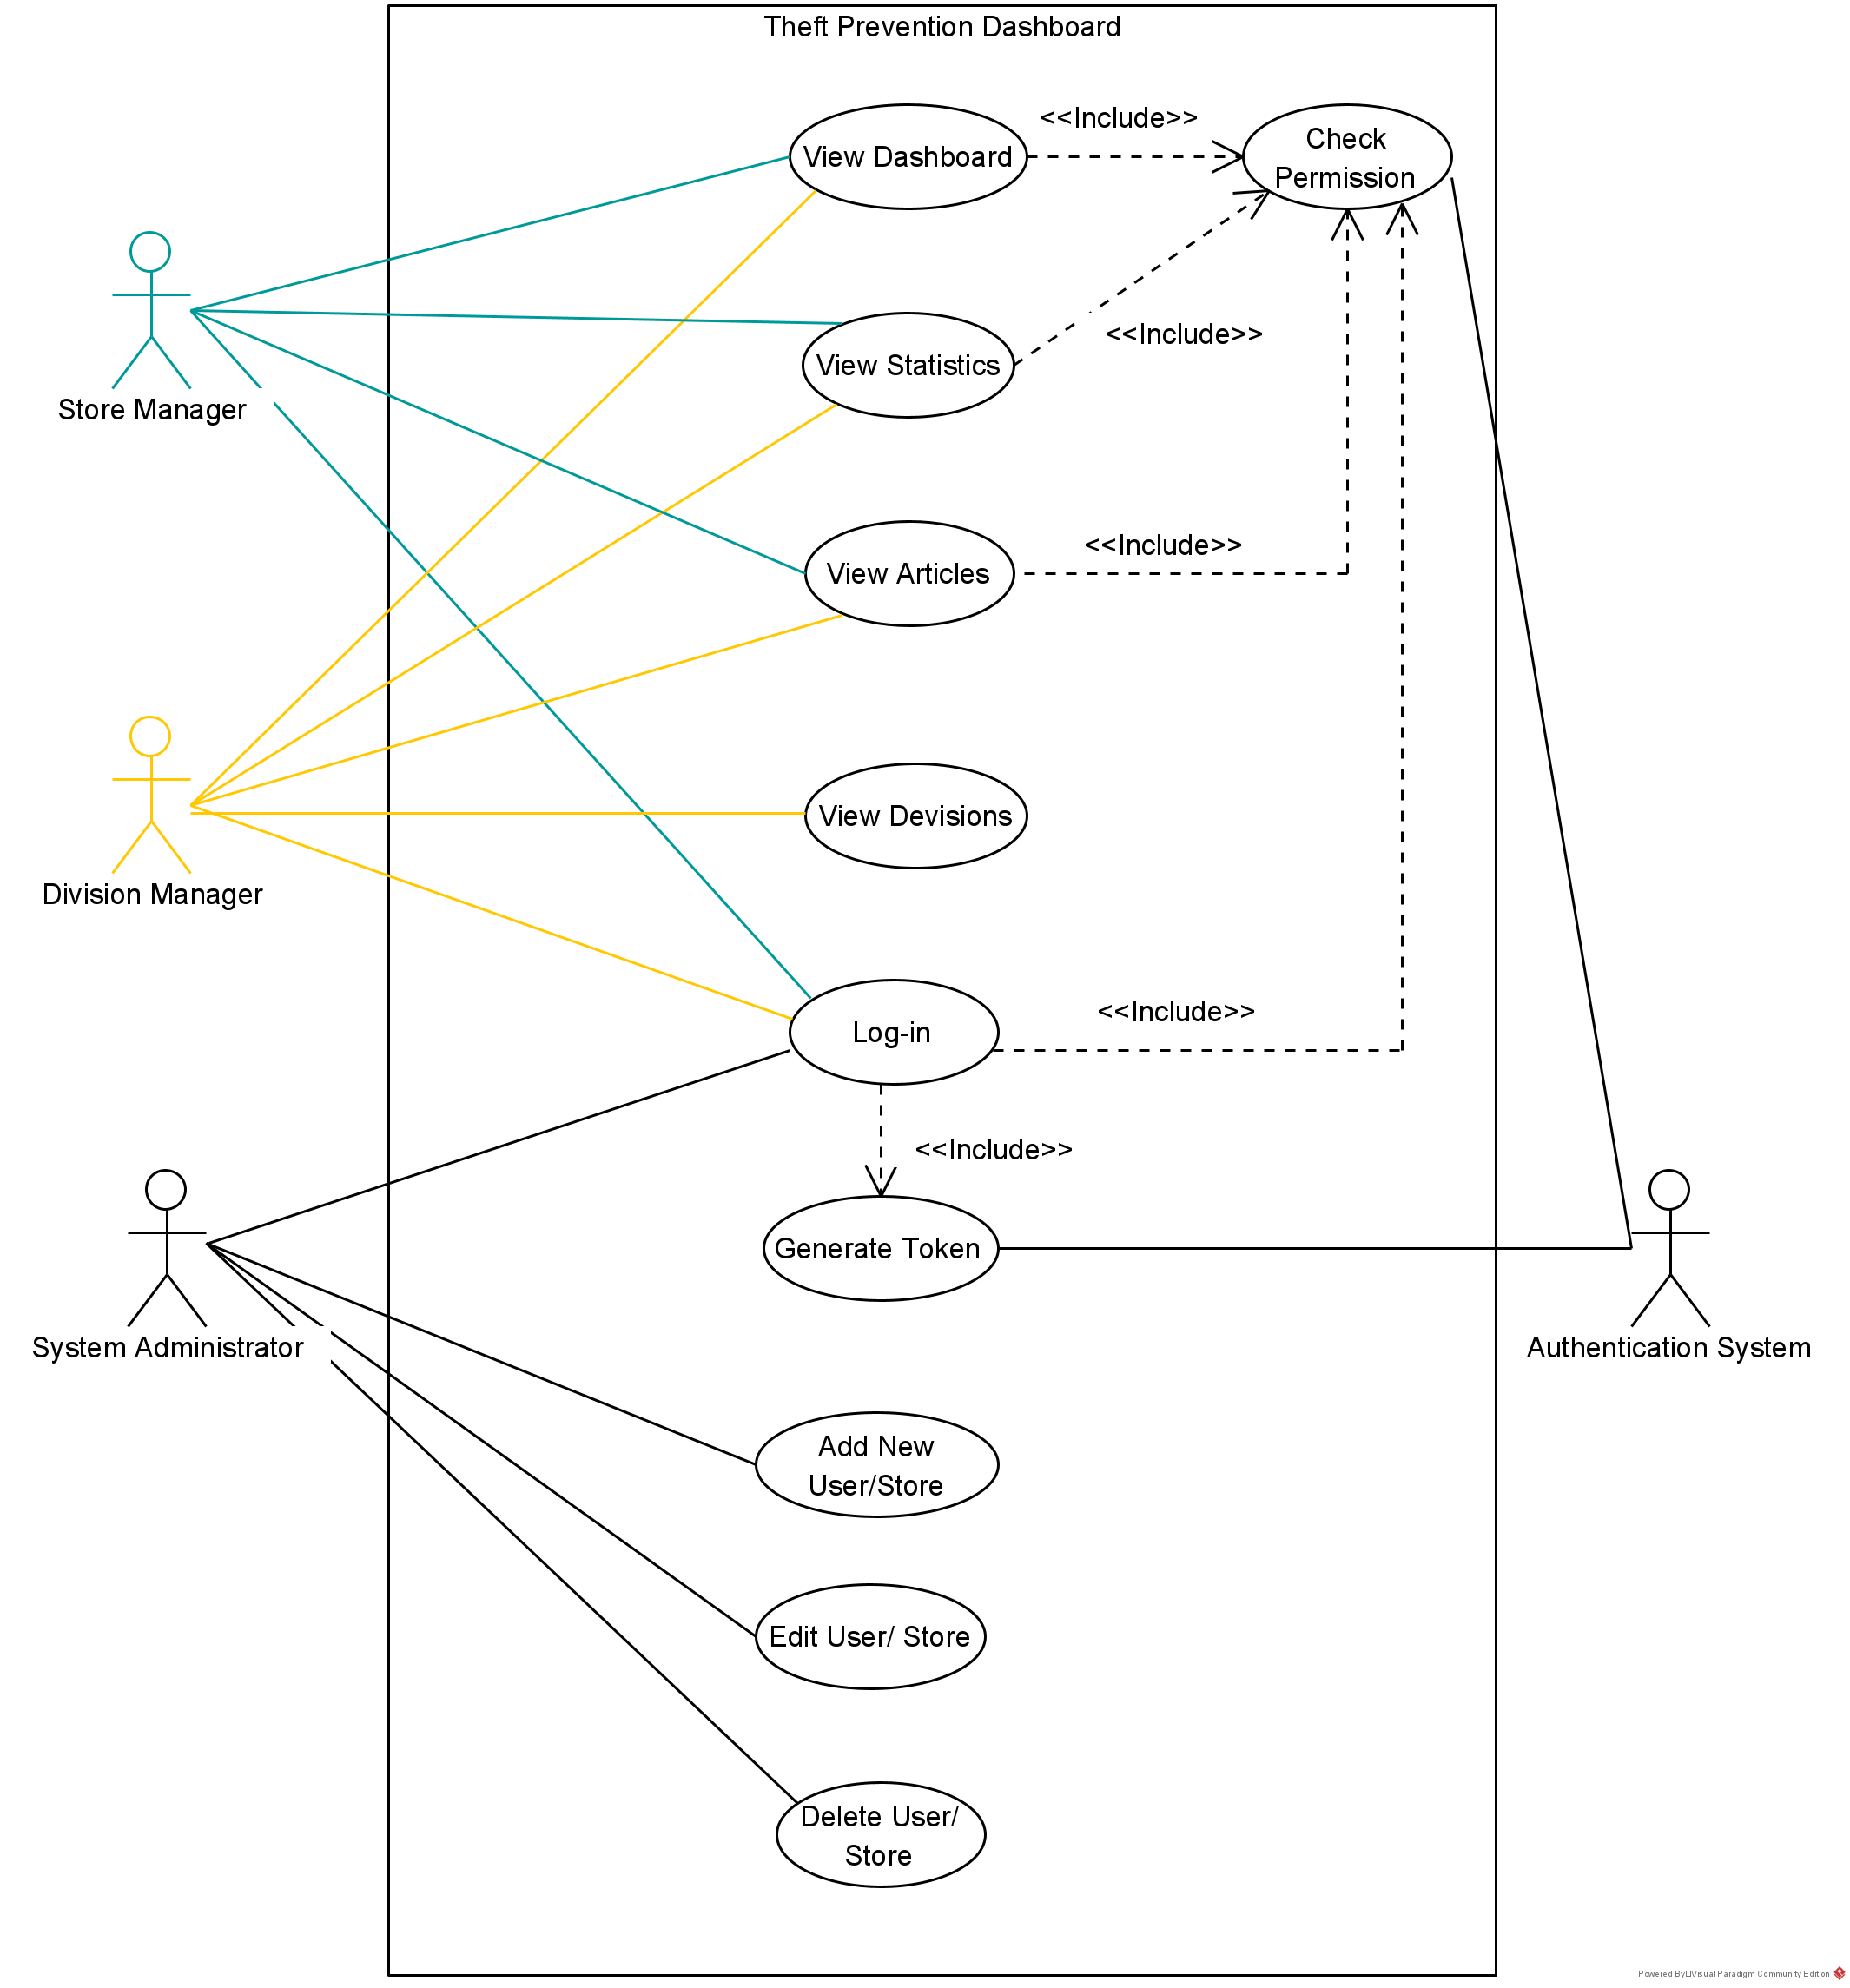 Theft Prevention Dashboard
<<Include>>
View Dashboard
Check
Permission
<<Include>>
View Statistics
Store Manager
<<Include>>
View Articles
View Devisions
Division Manager
<<Include>>
Log-in
<<Include>>
Generate Token
System Administrator
Authentication System
Add New
User/Store
Edit User/ Store
Delete User/
Store
Powered By Visual Paradigm Community Edition